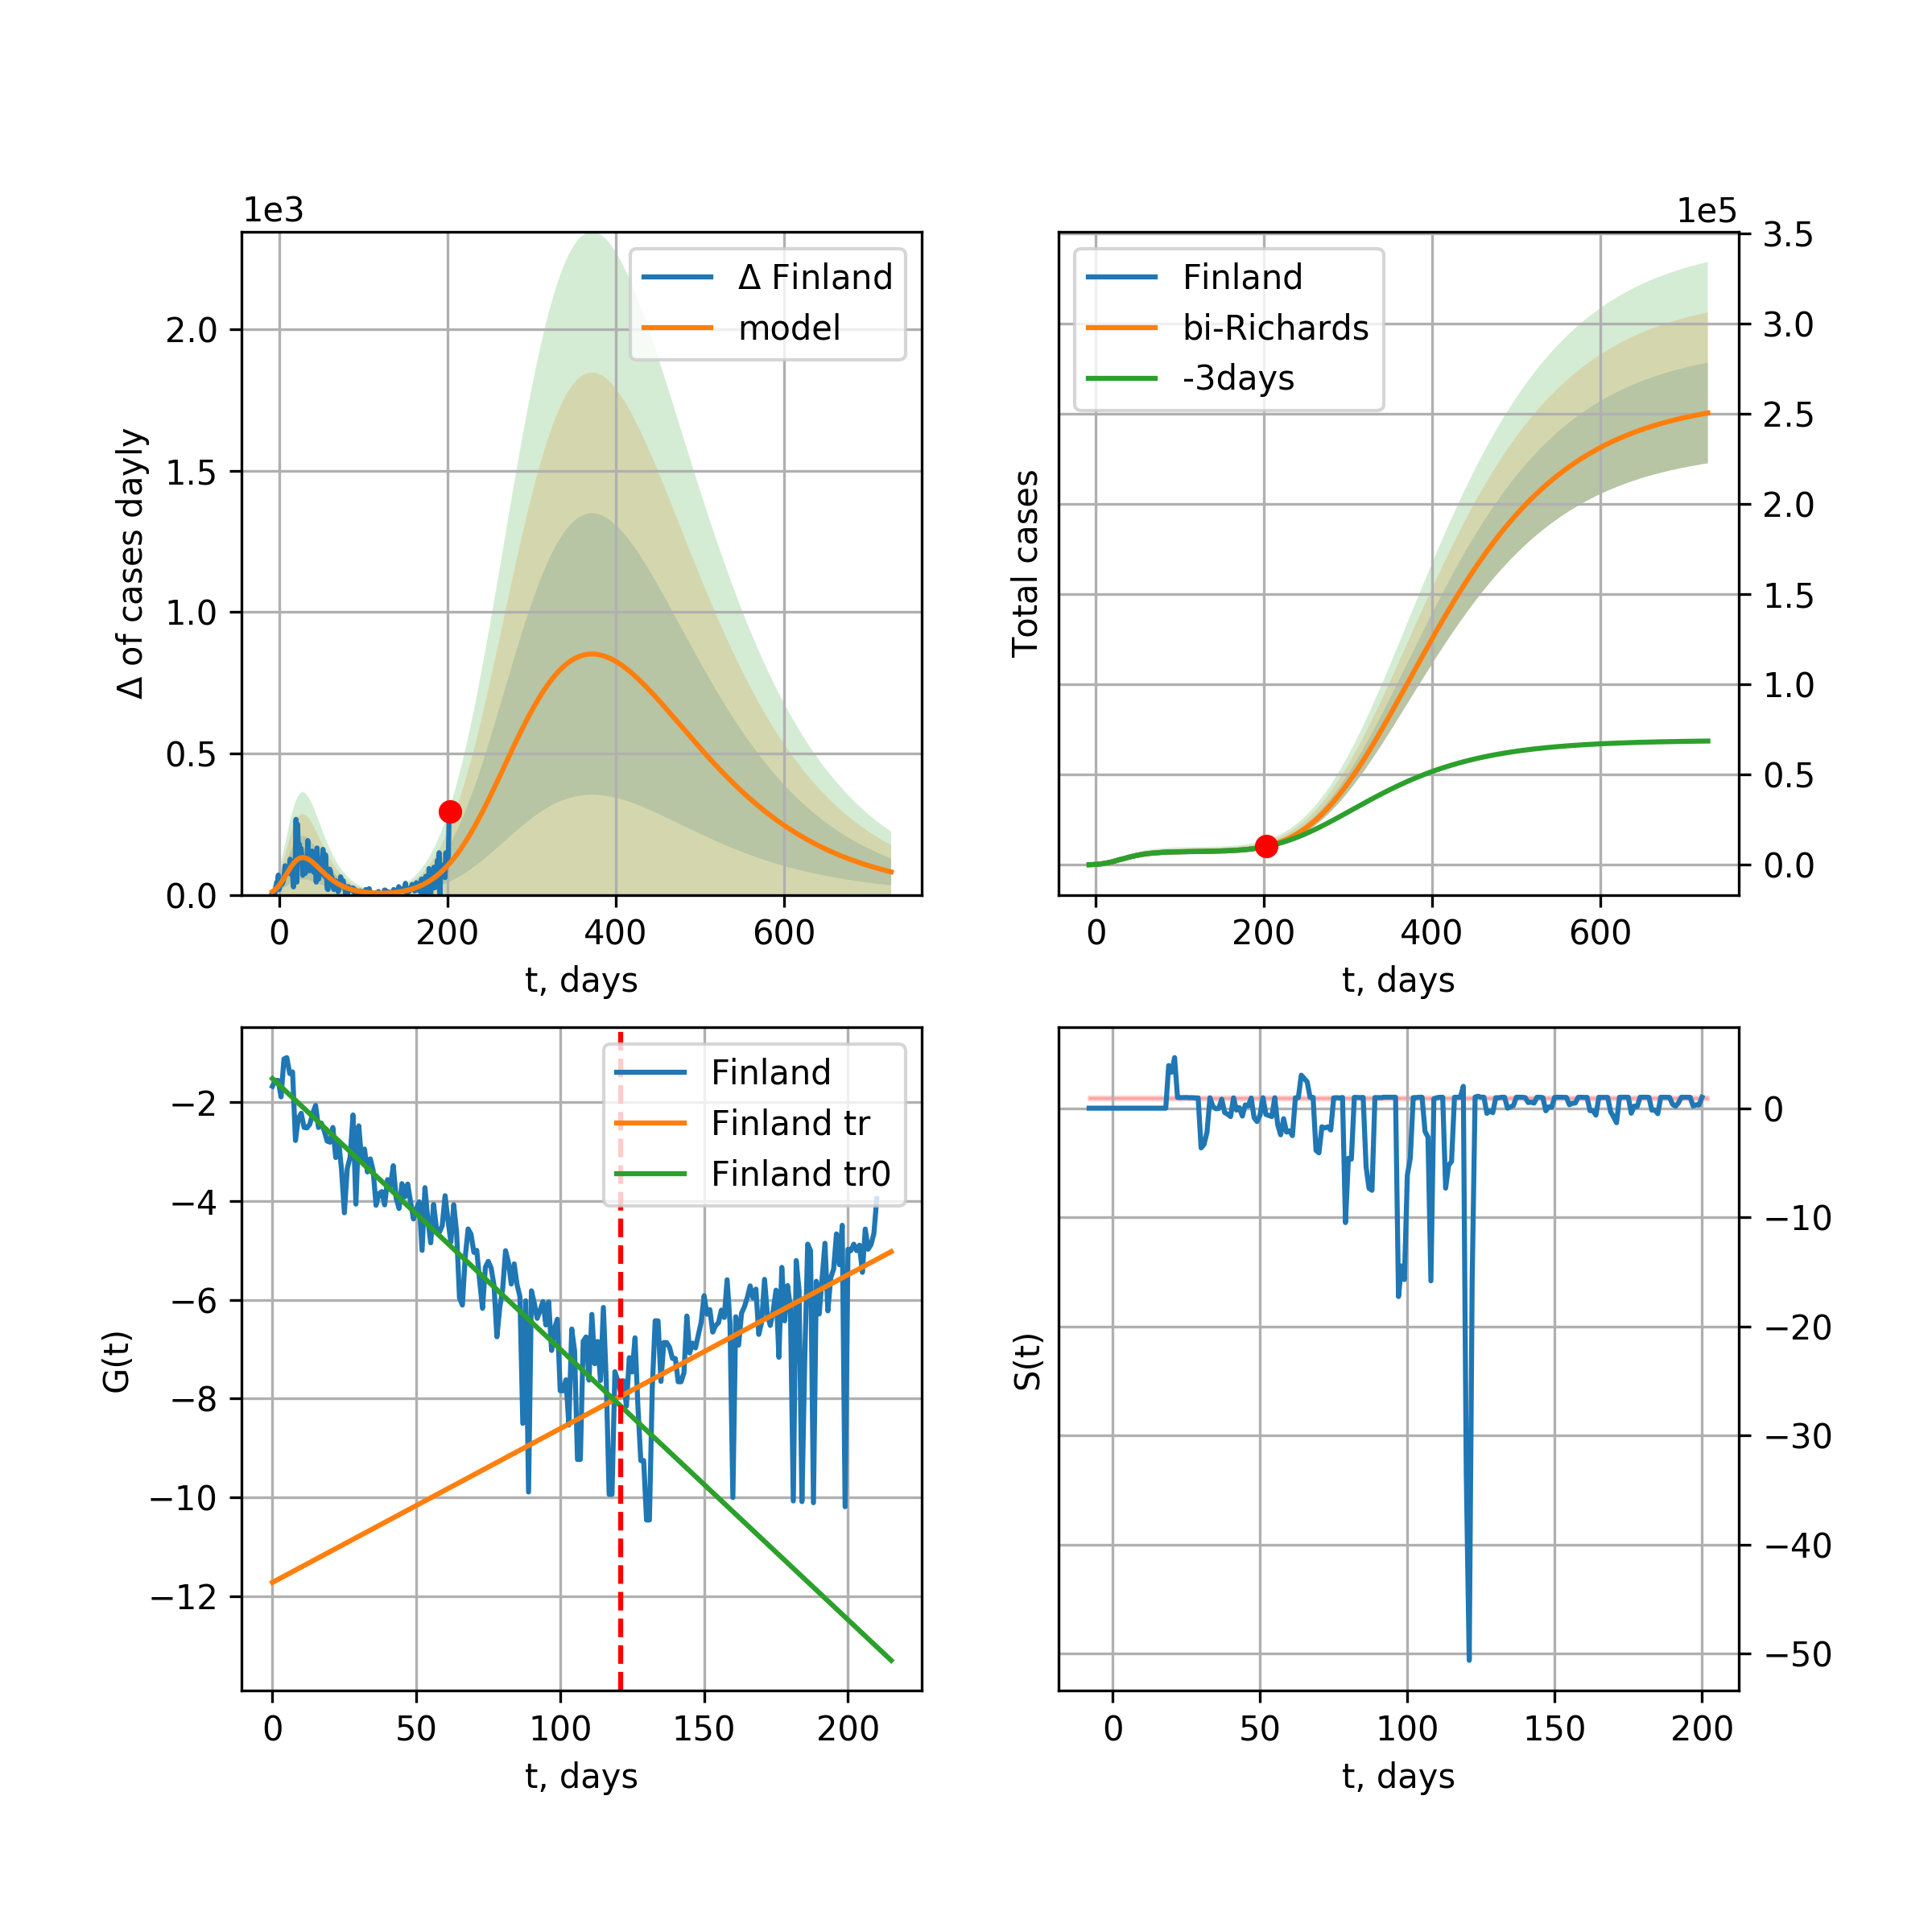 1e3
Δ of cases dayly
2.0
1.5
1.0
0.5
0.0
0 200 400 600
t, days
Δ Finland
model
1e5
Total cases
3.5
3.0
2.5
2.0
1.5
1.0
0.5
0.0
0 200 400 600
t, days
Finland
bi-Richards
-3days
G(t)
−2
−4
−6
−8
−10
−12
0 50 100 150 200
t, days
Finland
Finland tr
Finland tr0
S(t)
0
−10
−20
−30
−40
−50
0 50 100 150 200
t, days